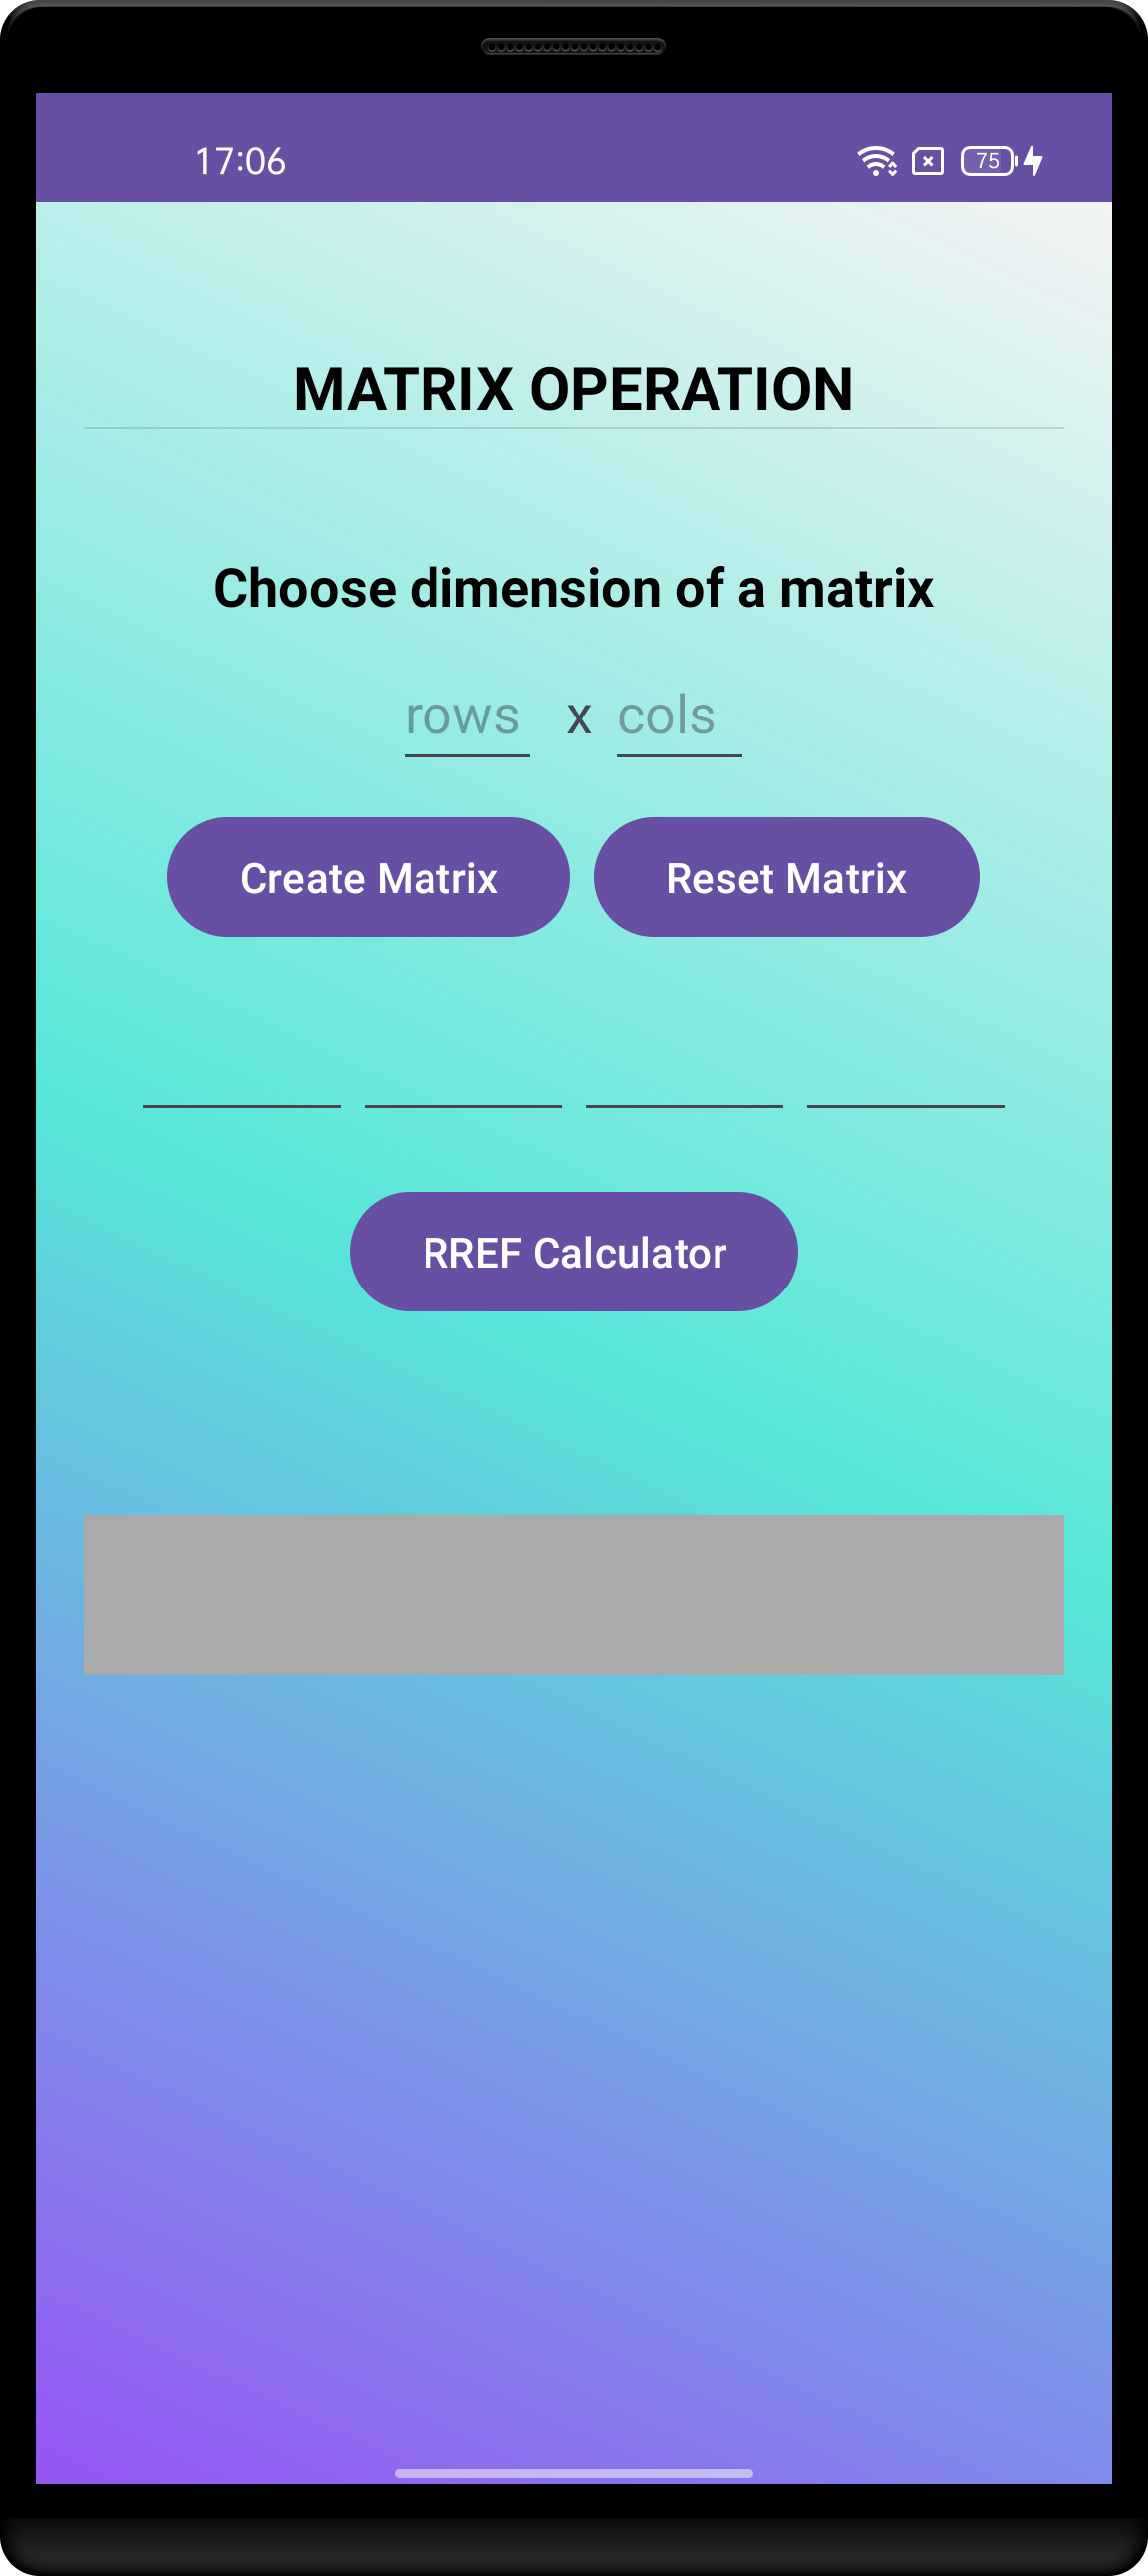 17:06 75
MATRIX OPERATION
Choose dimension of a matrix
rows x cols
Create Matrix Reset Matrix
RREF Calculator